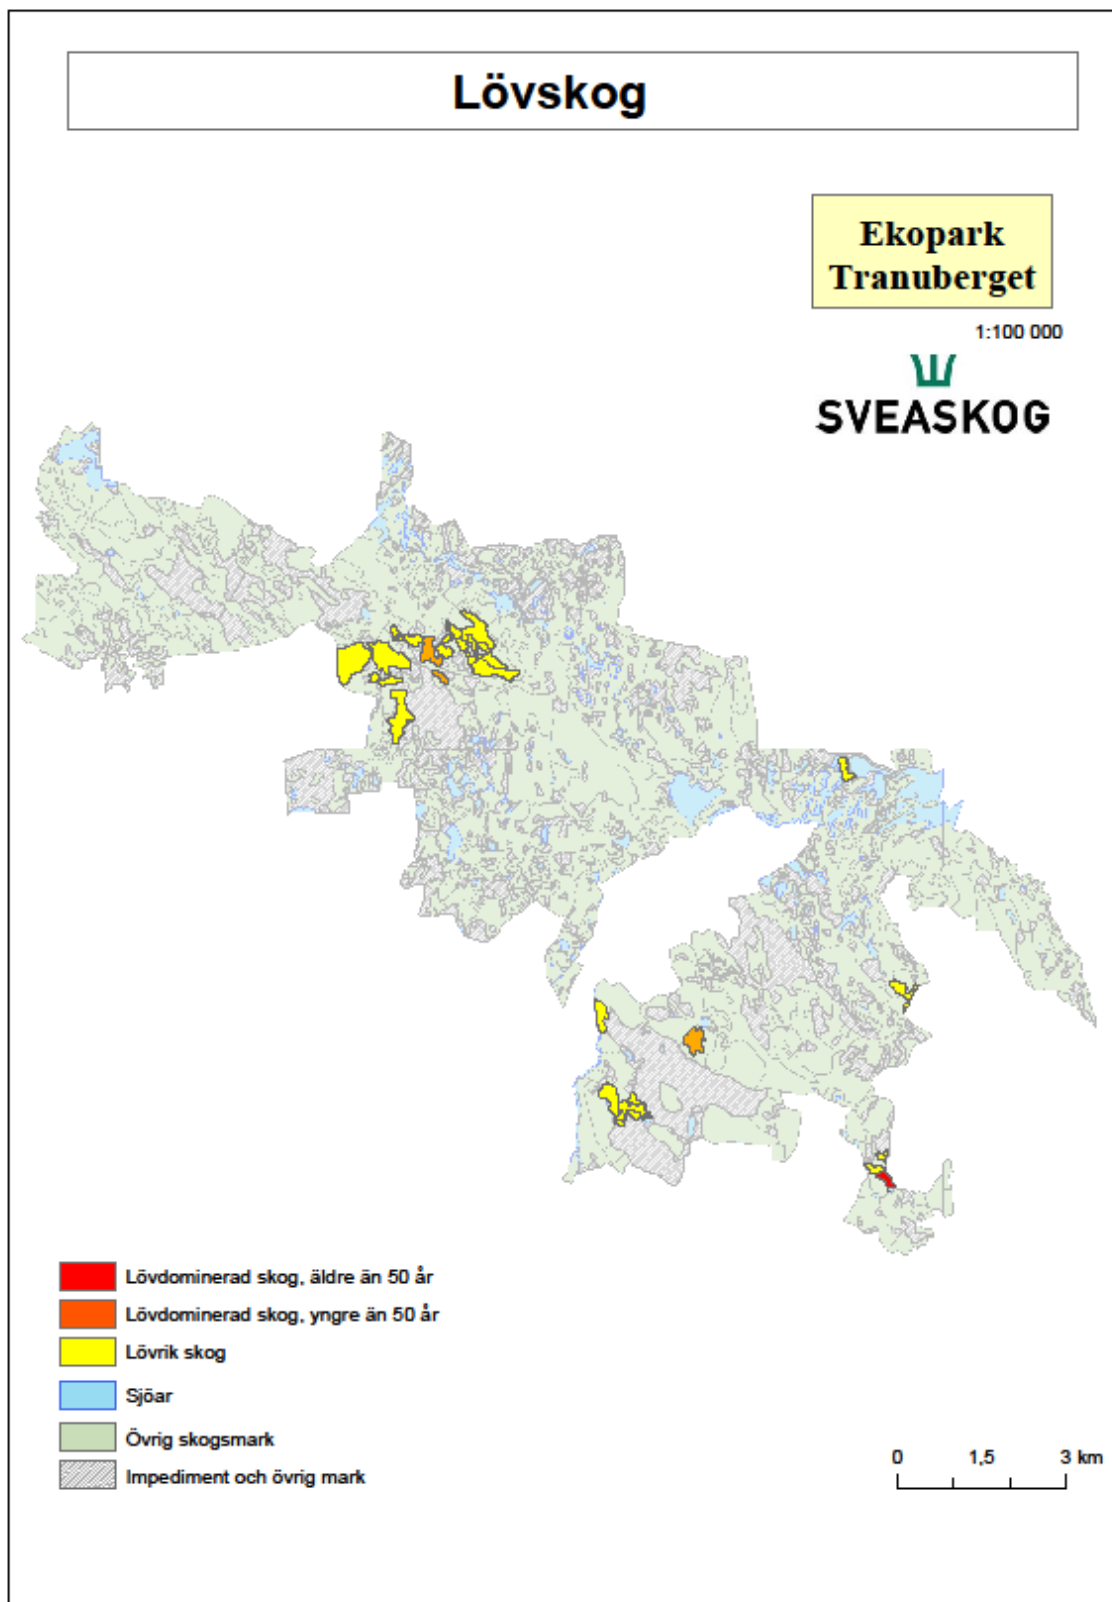 Lövskog
Ekopark
Tranuberget
1:100 000
SVEASKOG
Lövdominerad skog, äldre än 50 år
Lövdominerad skog, yngre än 50 år
Lövrik skog
Sjöar
Övrig skogsmark
Impediment och övrig mark
0 1,5 3 km